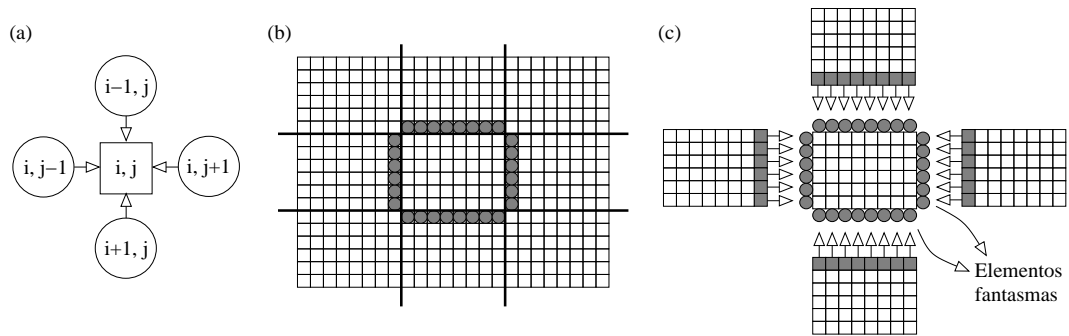 (a)
(b)
(c)
i−1, j
i, j−1
i, j
i, j+1
i+1, j
Elementos
fantasmas